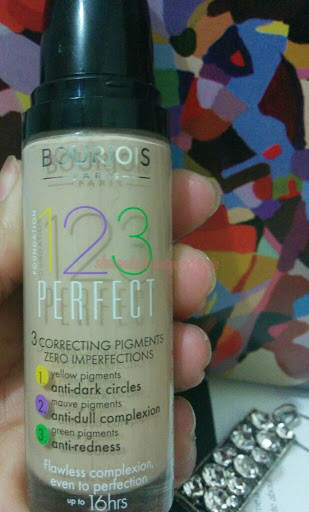 BOURJOIS
PARIS
FOUNDATION
123
PERFECT
3 CORRECTING PIGMENTS
ZERO IMPERFECTIONS
1. yellow pigments
anti-dark circles
2. mauve pigments
anti-dull complexion
3. green pigments
anti-redness
Flawless complexion,
even to perfection
up to 16hrs